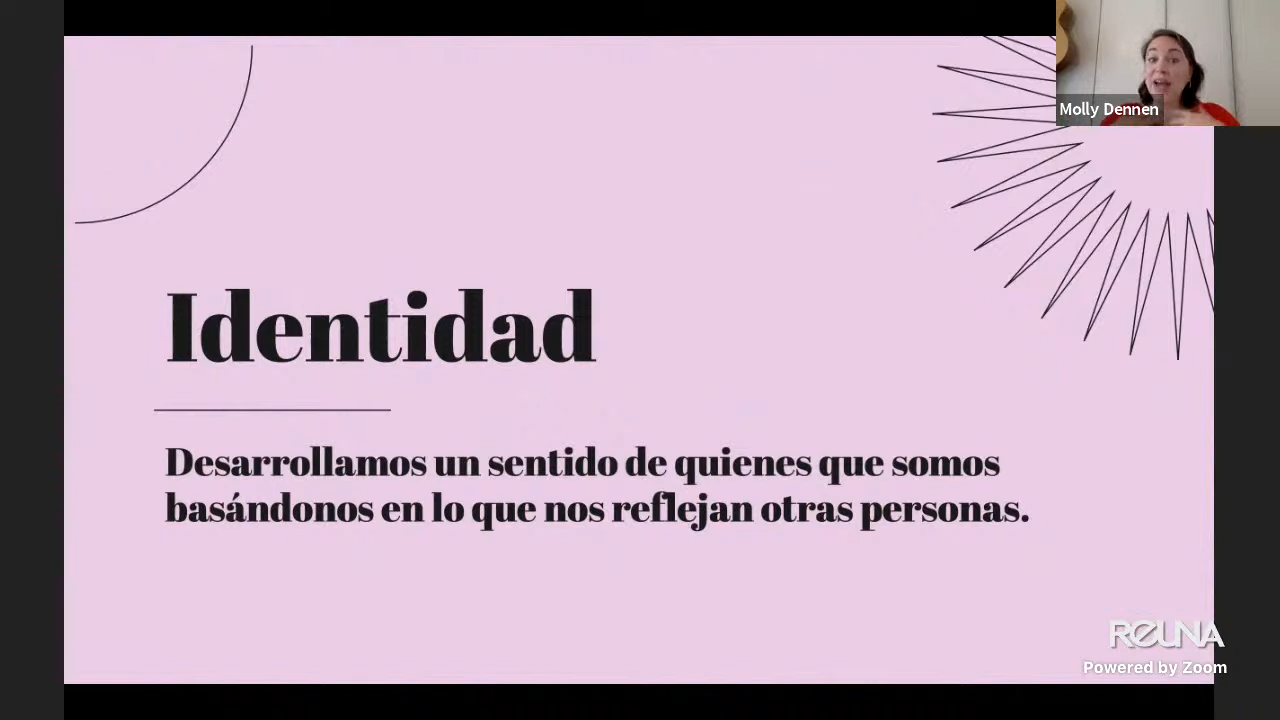 Molly Dennen
Identidad
Desarrollamos un sentido de quienes que somos
basándonos en lo que nos reflejan otras personas.
REUNA
Powered by Zoom